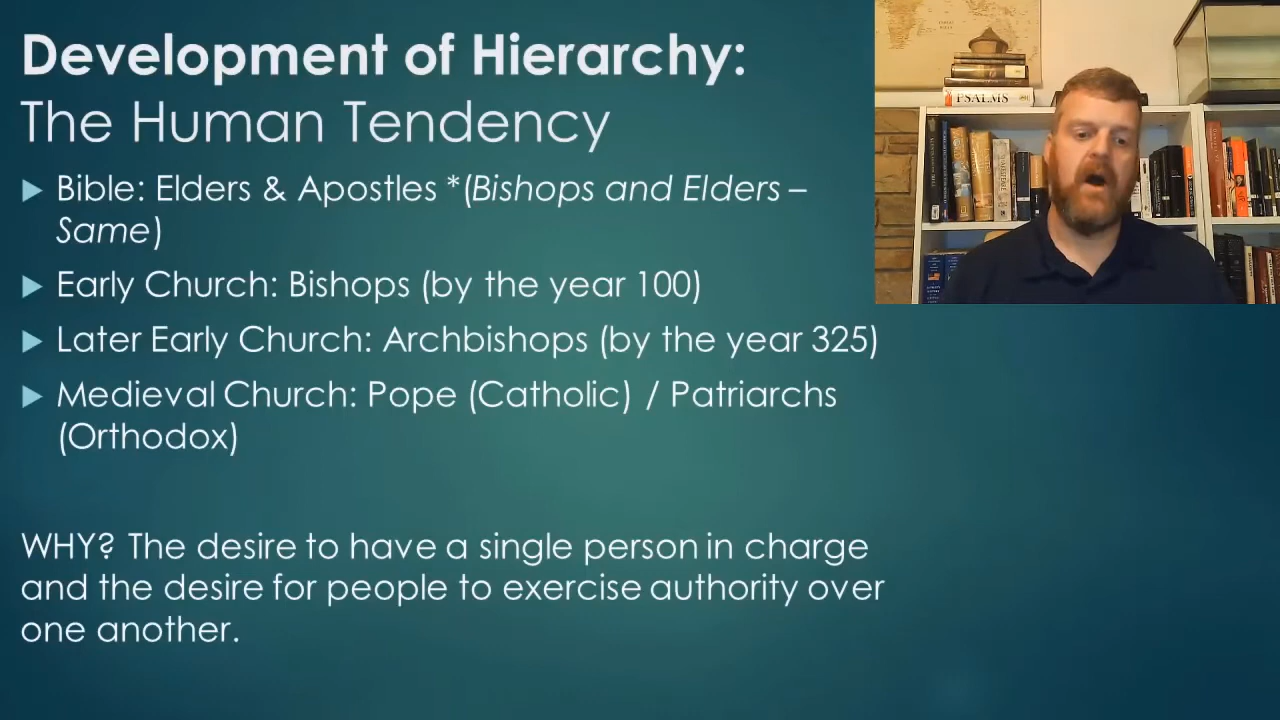 Development of Hierarchy:
The Human Tendency
Bible: Elders & Apostles *(Bishops and Elders –
Same)
Early Church: Bishops (by the year 100)
Later Early Church: Archbishops (by the year 325)
Medieval Church: Pope (Catholic) / Patriarchs
(Orthodox)
WHY? The desire to have a single person in charge
and the desire for people to exercise authority over
one another.
PSALMS